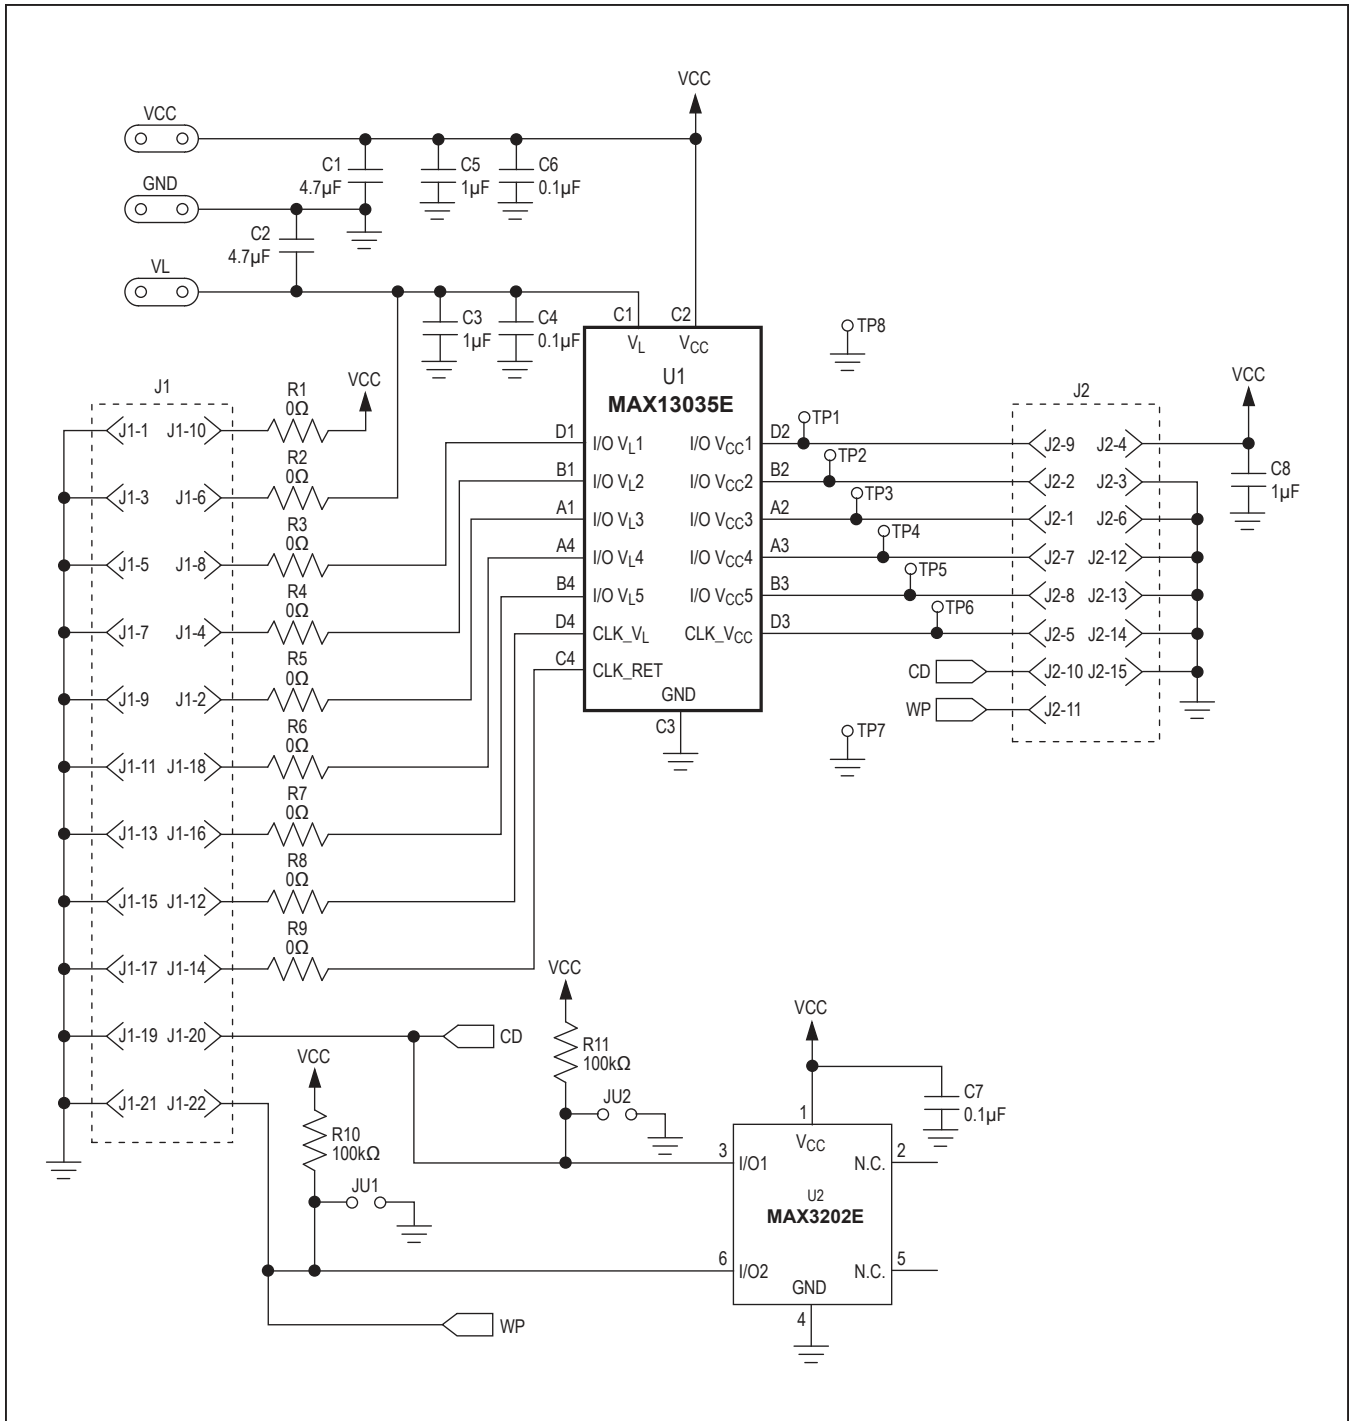 VCC
VCC
GND
VL
C1
4.7µF
C5
1µF
C6
0.1µF
C2
4.7µF
C3
1µF
C4
0.1µF
C1
C2
VL
VCC
U1
MAX13035E
D1
I/O VL1
B1
I/O VL2
A1
I/O VL3
A4
I/O VL4
B4
I/O VL5
D4
CLK_VL
C4
CLK_RET
I/O VCC1
D2
I/O VCC2
B2
I/O VCC3
A2
I/O VCC4
A3
I/O VCC5
B3
CLK_VCC
D3
GND
C3
TP8
TP1
TP2
TP3
TP4
TP5
TP6
TP7
J2
J2-9
J2-4
J2-2
J2-3
J2-1
J2-6
J2-7
J2-12
J2-8
J2-13
J2-5
J2-14
CD
J2-10
J2-15
WP
J2-11
VCC
C8
1µF
J1
J1-1
J1-10
R1
0Ω
VCC
J1-3
J1-6
R2
0Ω
J1-5
J1-8
R3
0Ω
J1-7
J1-4
R4
0Ω
J1-9
J1-2
R5
0Ω
J1-11
J1-18
R6
0Ω
J1-13
J1-16
R7
0Ω
J1-15
J1-12
R8
0Ω
J1-17
J1-14
R9
0Ω
J1-19
J1-20
CD
J1-21
J1-22
VCC
R10
100kΩ
JU1
VCC
R11
100kΩ
JU2
WP
VCC
C7
0.1µF
1
VCC
3
I/O1
N.C.
2
U2
MAX3202E
6
I/O2
N.C.
5
GND
4